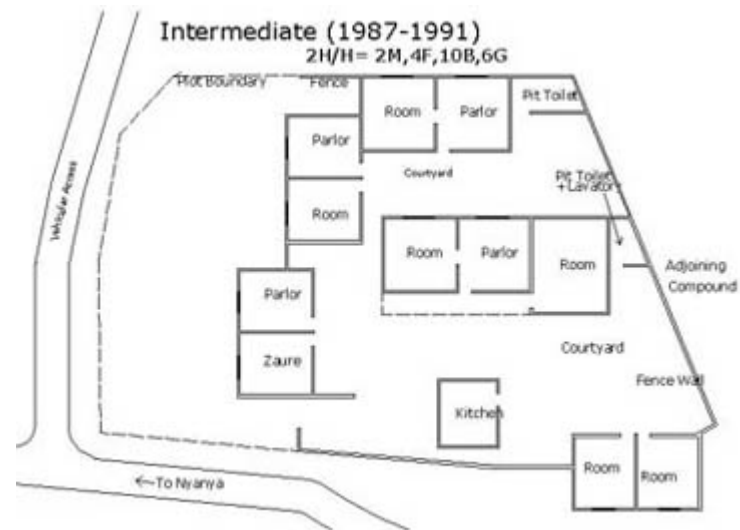 Intermediate (1987-1991)
2H/H= 2M,4F,10B,6G
Plot Boundary
Fence
Pit Toilet
Room
Parlor
Parlor
Courtyard
Pit Toilet
+Lavatory
Vehicular Access
Room
Room
Parlor
Room
Adjoining
Compound
Parlor
Courtyard
Zaure
Fence Wall
Kitchen
Room
Room
←To Nyanya